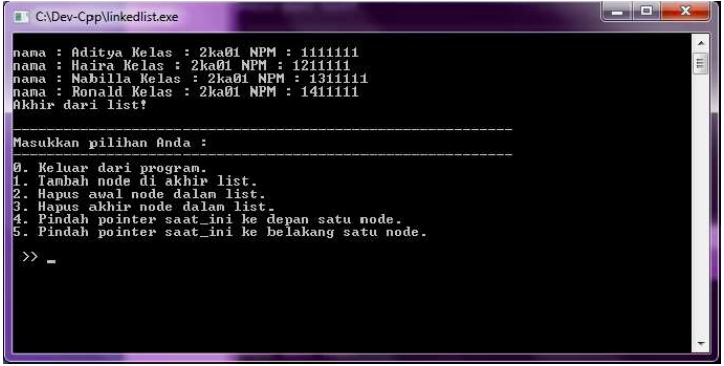 C:\Dev-Cpp\linkedlist.exe
nama : Aditya Kelas : 2ka01 NPM : 1111111
nama : Haira Kelas : 2ka01 NPM : 1211111
nama : Nabilla Kelas : 2ka01 NPM : 1311111
nama : Ronald Kelas : 2ka01 NPM : 1411111
Akhir dari list!
Masukkan pilihan Anda :
0. Keluar dari program.
1. Tambah node di akhir list.
2. Hapus awal node dalam list.
3. Hapus akhir node dalam list.
4. Pindah pointer saat_ini ke depan satu node.
5. Pindah pointer saat_ini ke belakang satu node.
>> _